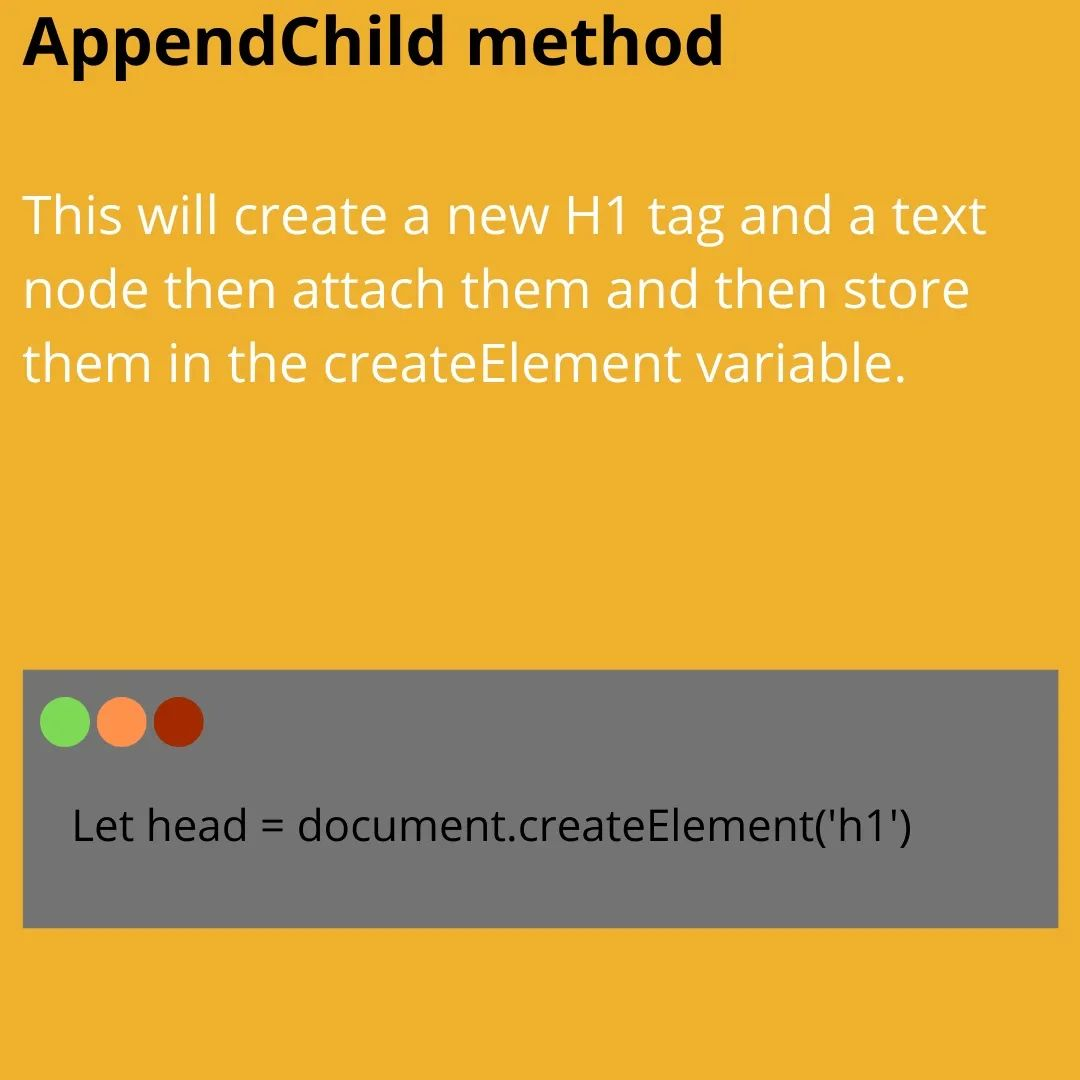 AppendChild method
This will create a new H1 tag and a text
node then attach them and then store
them in the createElement variable.
Let head = document.createElement('h1')